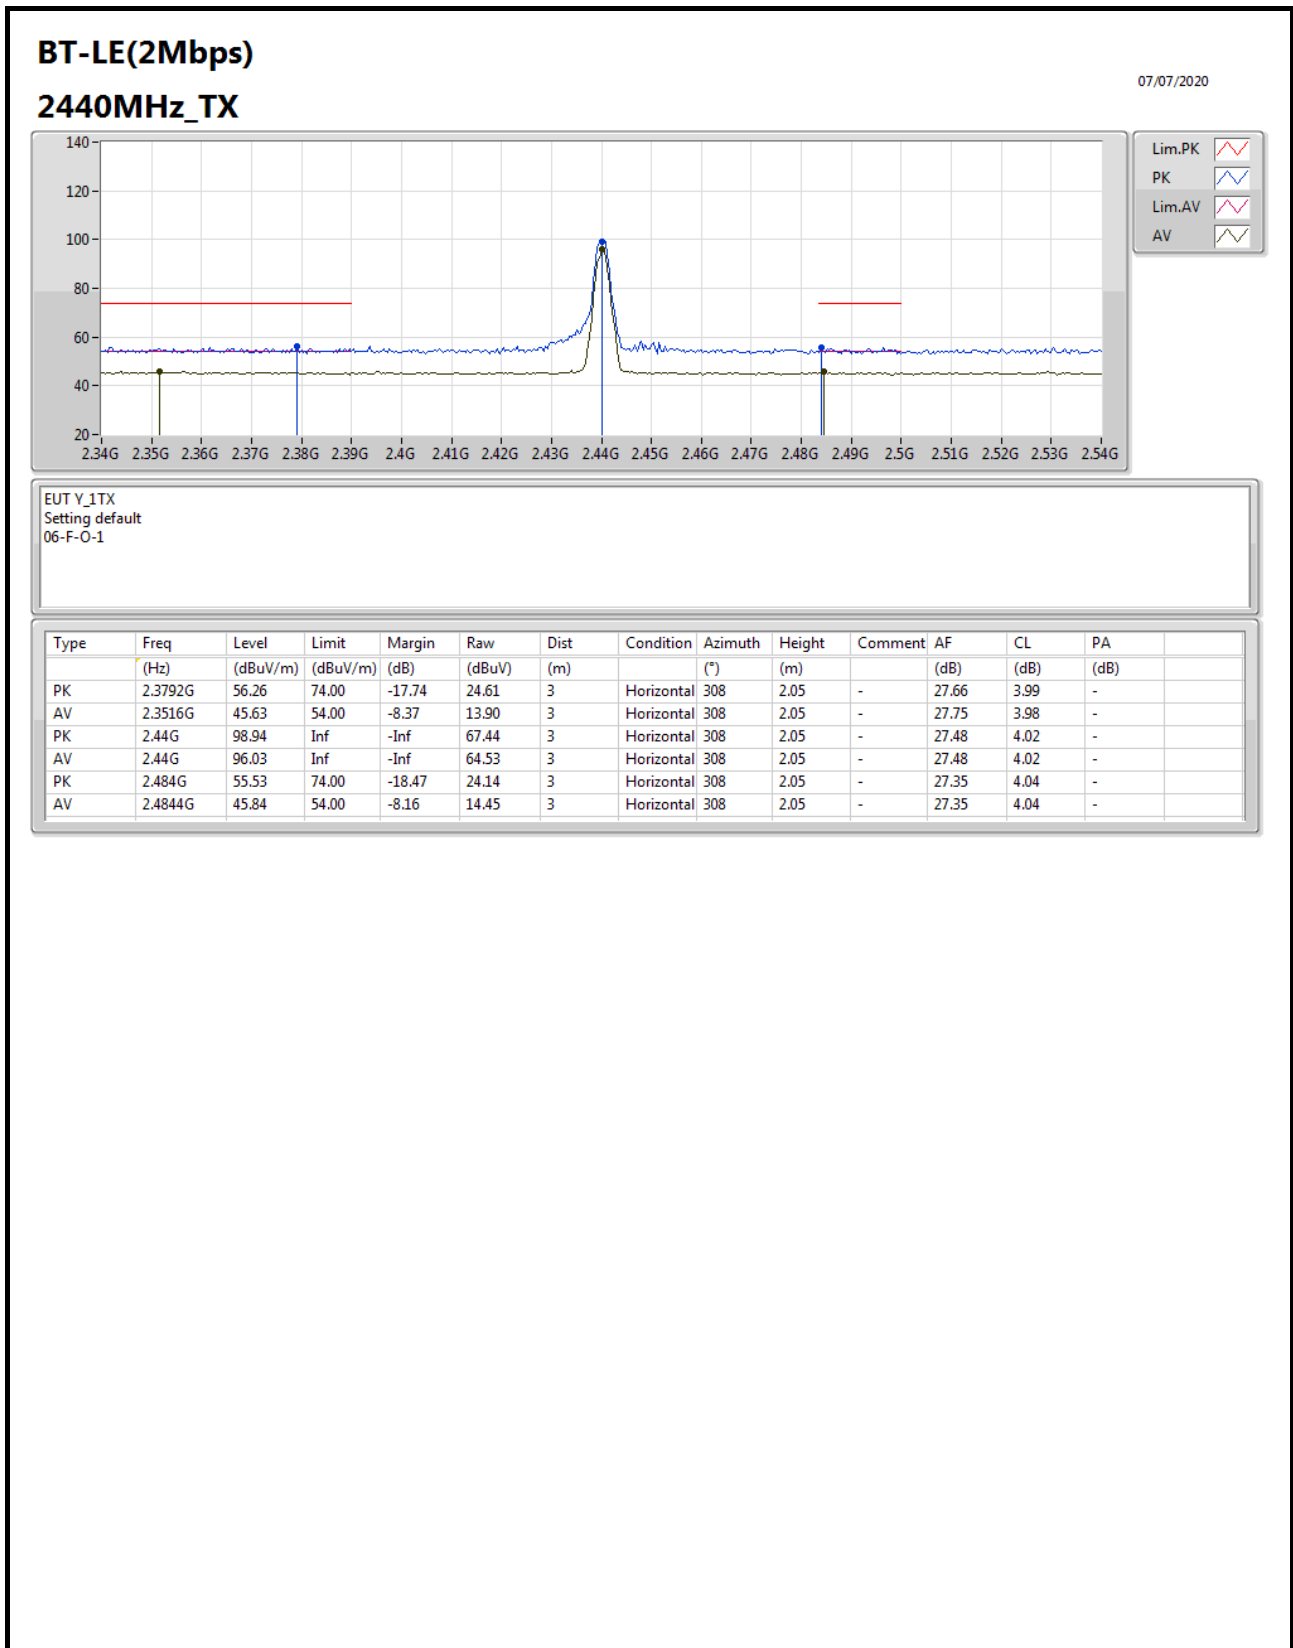 BT-LE(2Mbps)
07/07/2020
2440MHz_TX
140
120
100
80
60
40
20
2.34G 2.35G 2.36G 2.37G 2.38G 2.39G 2.4G 2.41G 2.42G 2.43G 2.44G 2.45G 2.46G 2.47G 2.48G 2.49G 2.5G 2.51G 2.52G 2.53G 2.54G
Lim.PK
PK
Lim.AV
AV
EUT Y_1TX
Setting default
06-F-O-1
Type Freq Level Limit Margin Raw Dist Condition Azimuth Height Comment AF CL PA
(Hz) (dBuV/m) (dBuV/m) (dB) (dBuV) (m) (°) (m) (dB) (dB) (dB)
PK 2.3792G 56.26 74.00 -17.74 24.61 3 Horizontal 308 2.05 - 27.66 3.99 -
AV 2.3516G 45.63 54.00 -8.37 13.90 3 Horizontal 308 2.05 - 27.75 3.98 -
PK 2.44G 98.94 Inf -Inf 67.44 3 Horizontal 308 2.05 - 27.48 4.02 -
AV 2.44G 96.03 Inf -Inf 64.53 3 Horizontal 308 2.05 - 27.48 4.02 -
PK 2.484G 55.53 74.00 -18.47 24.14 3 Horizontal 308 2.05 - 27.35 4.04 -
AV 2.4844G 45.84 54.00 -8.16 14.45 3 Horizontal 308 2.05 - 27.35 4.04 -